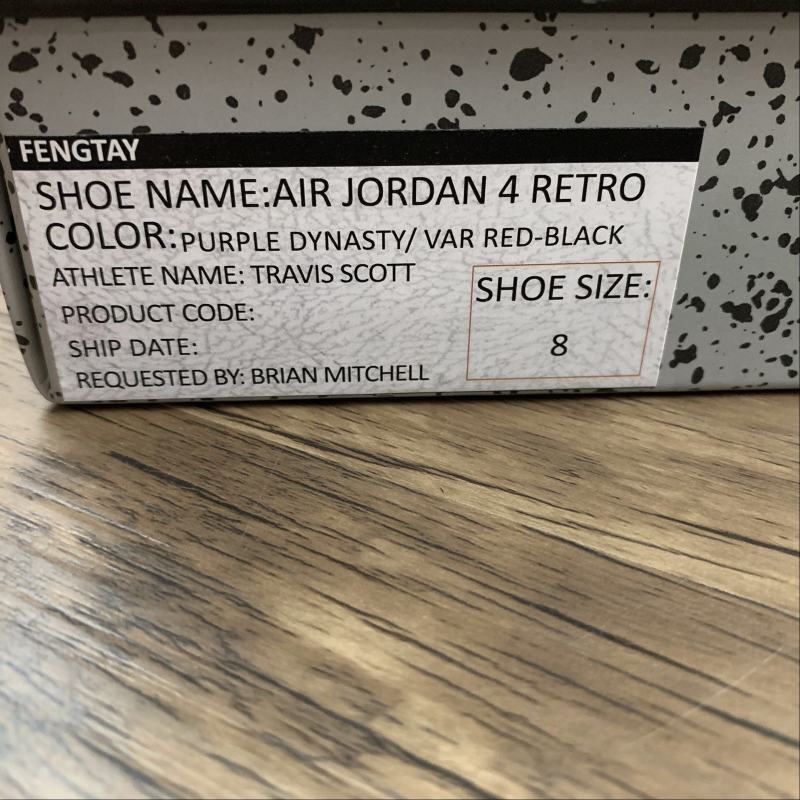 FENGTAY
SHOE NAME:AIR JORDAN 4 RETRO
COLOR:PURPLE DYNASTY/ VAR RED-BLACK
ATHLETE NAME: TRAVIS SCOTT
PRODUCT CODE:
SHIP DATE:
REQUESTED BY: BRIAN MITCHELL
SHOE SIZE:
8